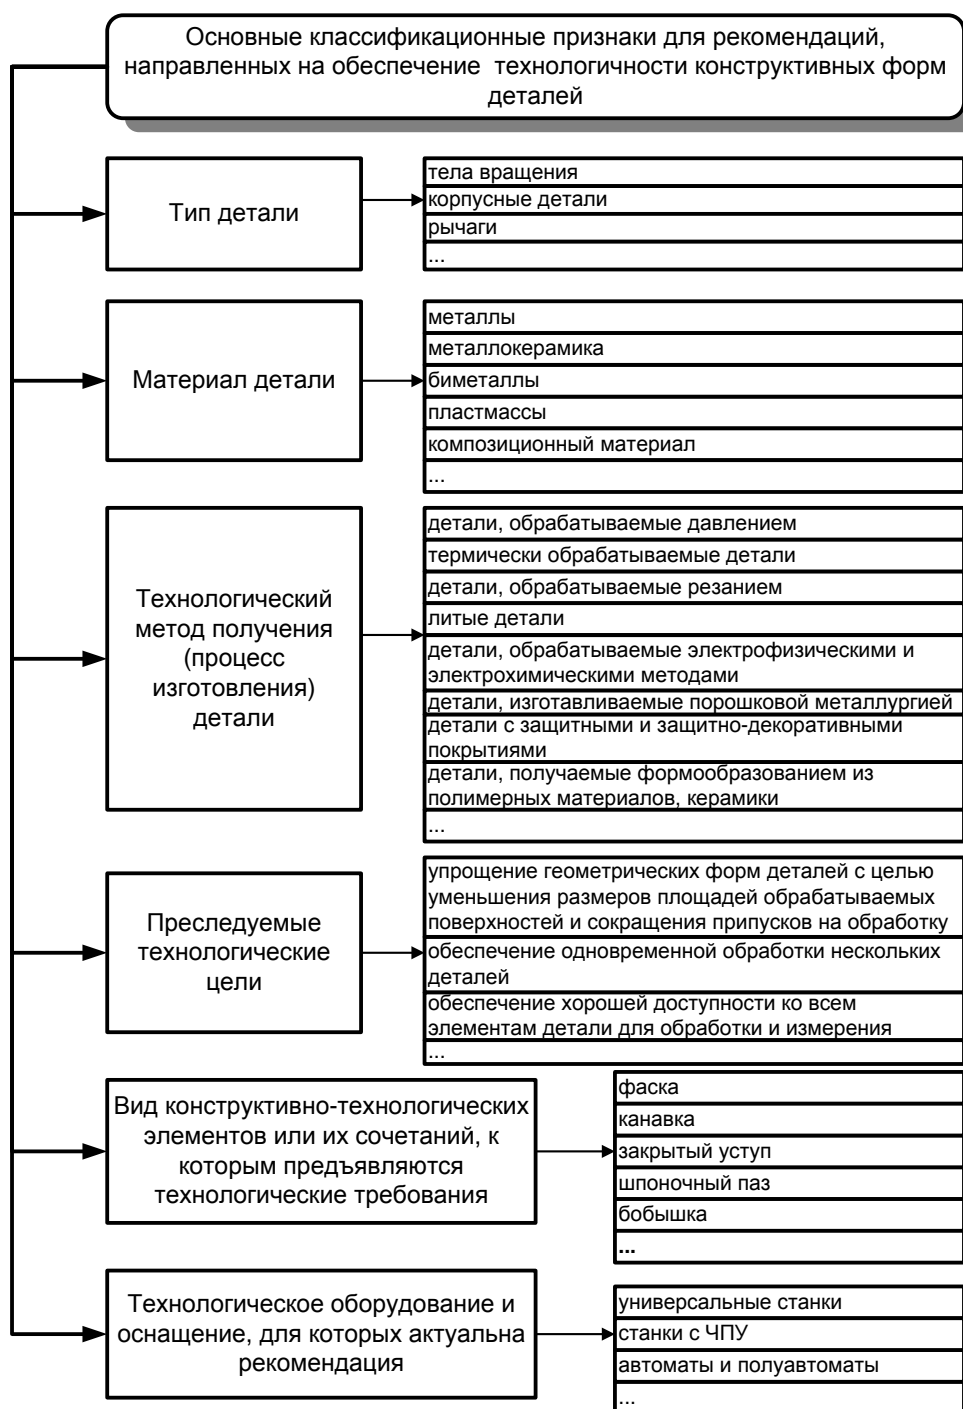 Основные классификационные признаки для рекомендаций,
направленных на обеспечение технологичности конструктивных форм
деталей
Тип детали
тела вращения
корпусные детали
рычаги
...
Материал детали
металлы
металлокерамика
биметаллы
пластмассы
композиционный материал
...
Технологический
метод получения
(процесс
изготовления)
детали
детали, обрабатываемые давлением
термически обрабатываемые детали
детали, обрабатываемые резанием
литые детали
детали, обрабатываемые электрофизическими и
электрохимическими методами
детали, изготавливаемые порошковой металлургией
детали с защитными и защитно-декоративными
покрытиями
детали, получаемые формообразованием из
полимерных материалов, керамики
...
Преследуемые
технологические
цели
упрощение геометрических форм деталей с целью
уменьшения размеров площадей обрабатываемых
поверхностей и сокращения припусков на обработку
обеспечение одновременной обработки нескольких
деталей
обеспечение хорошей доступности ко всем
элементам детали для обработки и измерения
...
Вид конструктивно-технологических
элементов или их сочетаний, к
которым предъявляются
технологические требования
фаска
канавка
закрытый уступ
шпоночный паз
бобышка
...
Технологическое оборудование и
оснащение, для которых актуальна
рекомендация
универсальные станки
станки с ЧПУ
автоматы и полуавтоматы
...